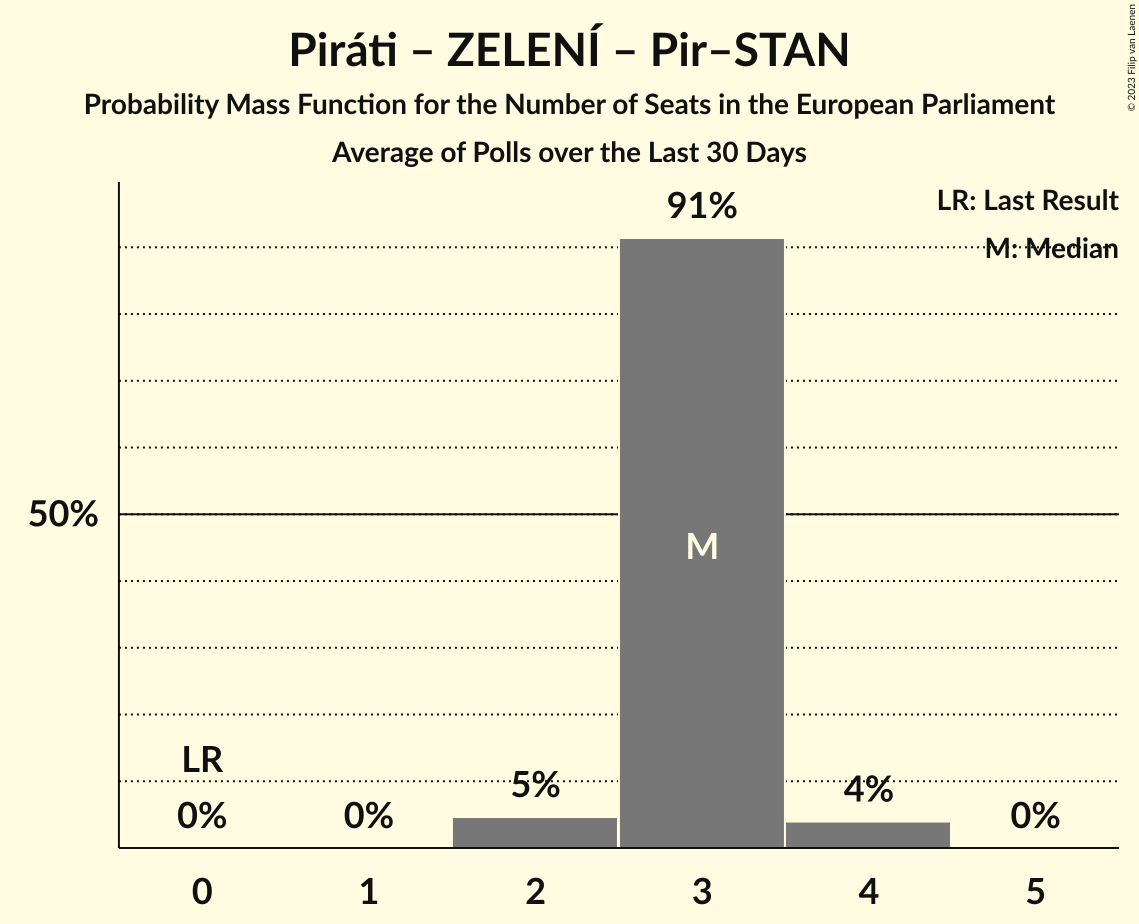 Piráti – ZELENÍ – Pir–STAN
Probability Mass Function for the Number of Seats in the European Parliament
Average of Polls over the Last 30 Days
© 2023 Filip van Laenen
LR: Last Result
M: Median
91%
50%
M
LR
0%
0%
5%
4%
0%
0
1
2
3
4
5